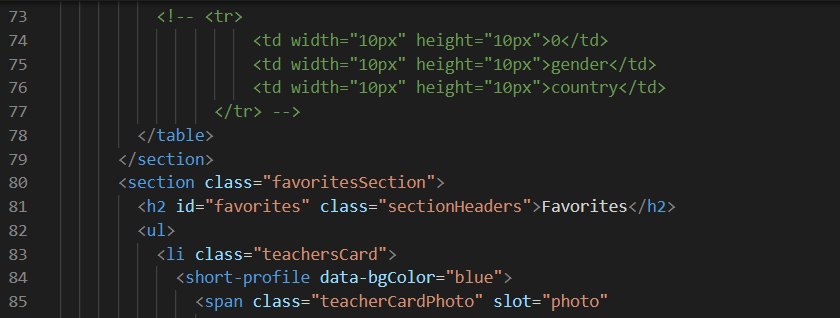 73 <!-- <tr>
74 <td width="10px" height="10px">0</td>
75 <td width="10px" height="10px">gender</td>
76 <td width="10px" height="10px">country</td>
77 </tr> -->
78 </table>
79 </section>
80 <section class="favoritesSection">
81 <h2 id="favorites" class="sectionHeaders">Favorites</h2>
82 <ul>
83 <li class="teachersCard">
84 <short-profile data-bgColor="blue">
85 <span class="teacherCardPhoto" slot="photo"